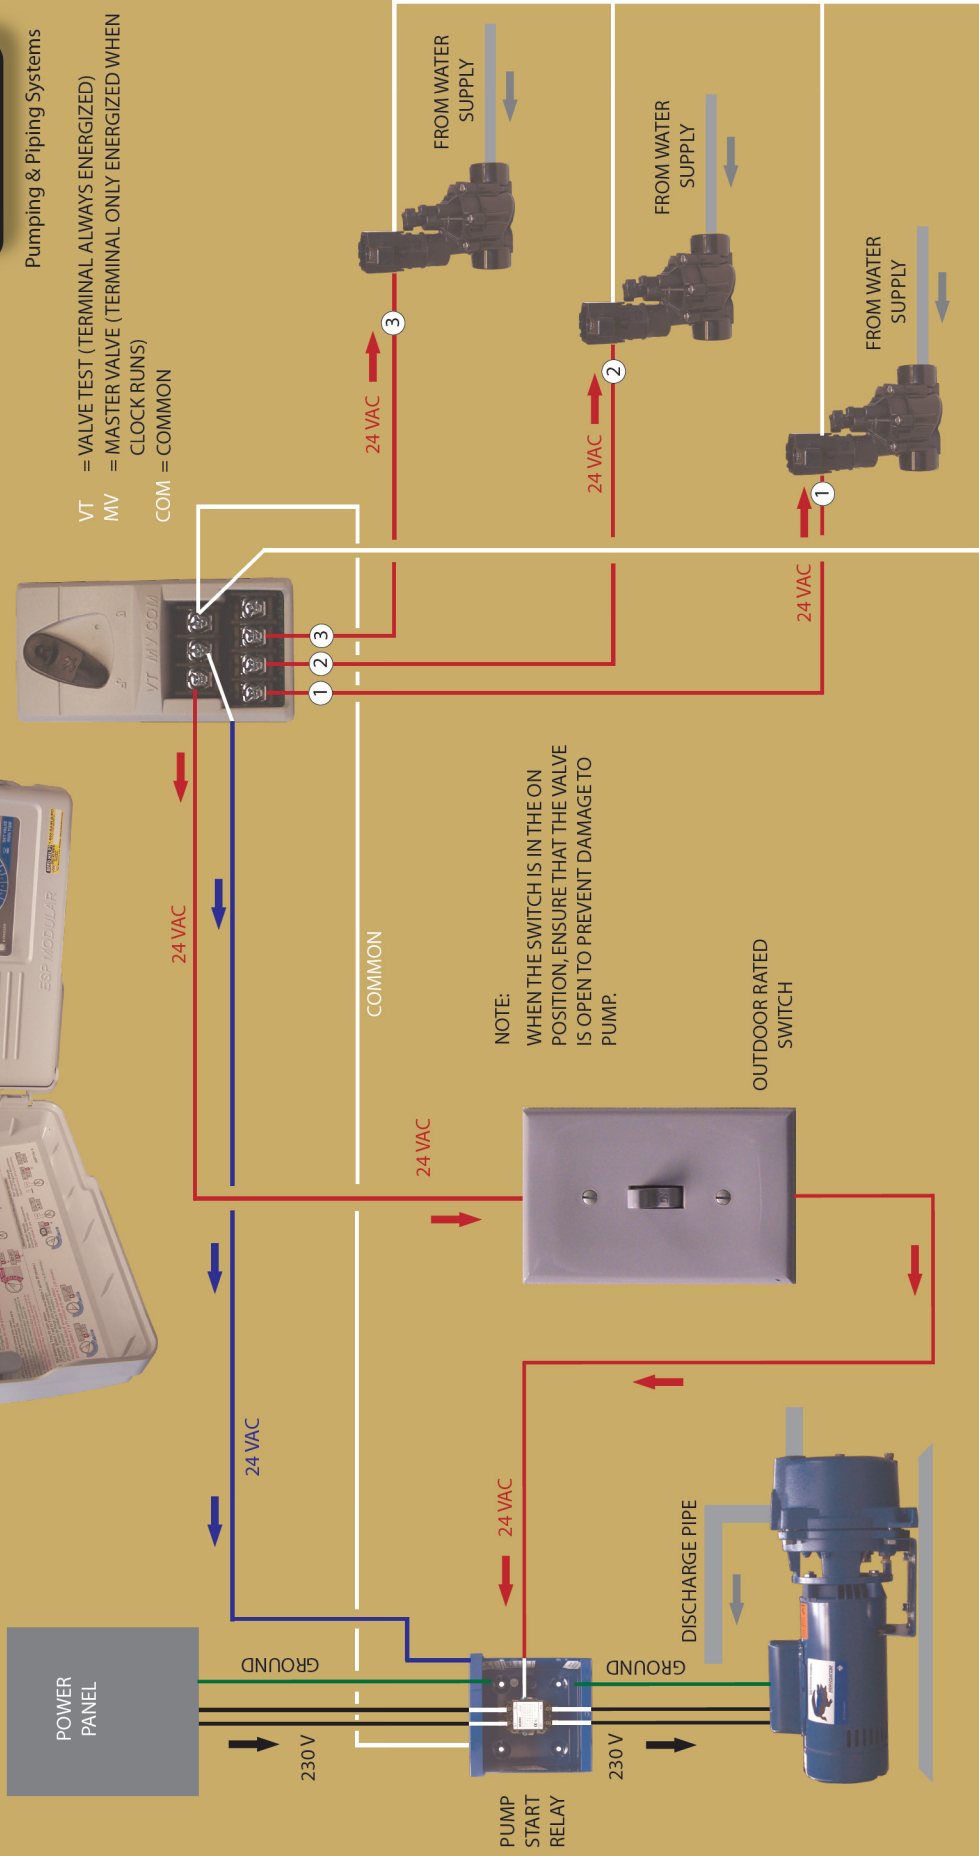 Pumping & Piping Systems
VT = VALVE TEST (TERMINAL ALWAYS ENERGIZED)
MV = MASTER VALVE (TERMINAL ONLY ENERGIZED WHEN
CLOCK RUNS)
COM = COMMON
ESP MODULAR
VT MV COM
1
2
3
24 VAC
24 VAC
COMMON
24 VAC
3
FROM WATER
SUPPLY
24 VAC
2
FROM WATER
SUPPLY
24 VAC
1
FROM WATER
SUPPLY
NOTE:
WHEN THE SWITCH IS IN THE ON
POSITION, ENSURE THAT THE VALVE
IS OPEN TO PREVENT DAMAGE TO
PUMP.
24 VAC
OUTDOOR RATED
SWITCH
24 VAC
POWER
PANEL
GROUND
230 V
PUMP
START
RELAY
GROUND
230 V
DISCHARGE PIPE